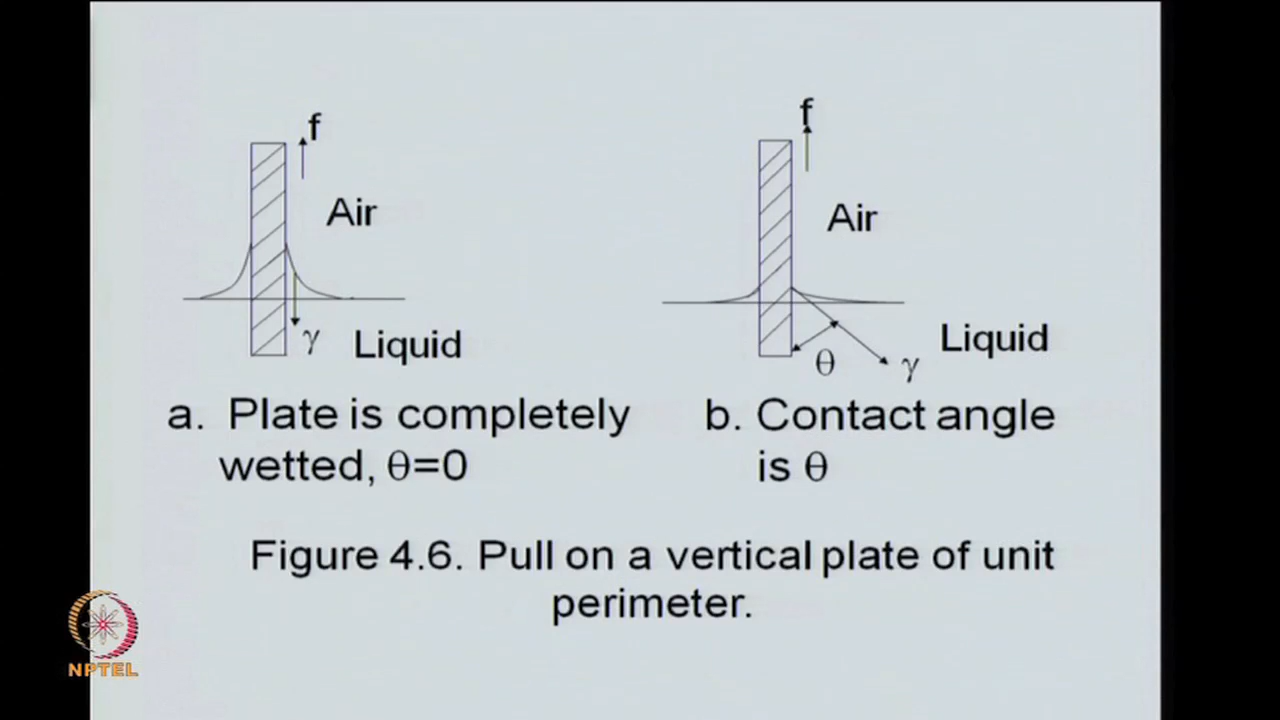 f
f
Air
Air
γ
Liquid
θ
γ
Liquid
a. Plate is completely
wetted, θ=0
b. Contact angle
is θ
Figure 4.6. Pull on a vertical plate of unit
perimeter.
NPTEL